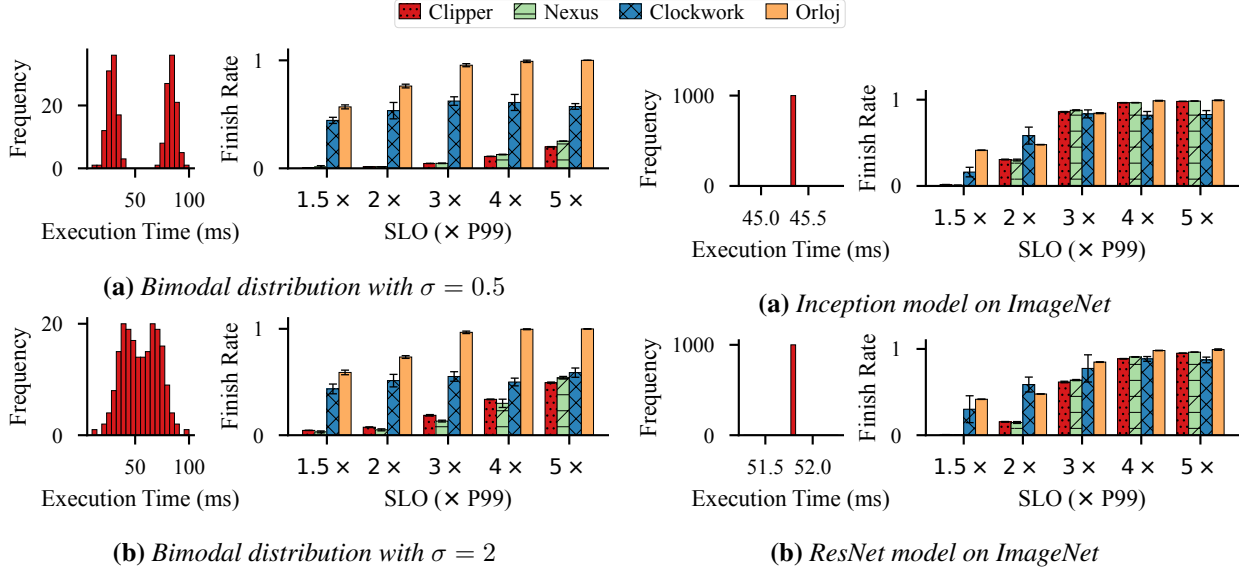 Clipper Nexus Clockwork Orloj
Frequency
20
0
50 100
Execution Time (ms)
Finish Rate
1
0
1.5 × 2 × 3 × 4 × 5 ×
SLO (× P99)
(a) Bimodal distribution with σ = 0.5
Frequency
1000
0
45.0 45.5
Execution Time (ms)
Finish Rate
1
0
1.5 × 2 × 3 × 4 × 5 ×
SLO (× P99)
(a) Inception model on ImageNet
Frequency
20
0
50 100
Execution Time (ms)
Finish Rate
1
0
1.5 × 2 × 3 × 4 × 5 ×
SLO (× P99)
(b) Bimodal distribution with σ = 2
Frequency
1000
0
51.5 52.0
Execution Time (ms)
Finish Rate
1
0
1.5 × 2 × 3 × 4 × 5 ×
SLO (× P99)
(b) ResNet model on ImageNet